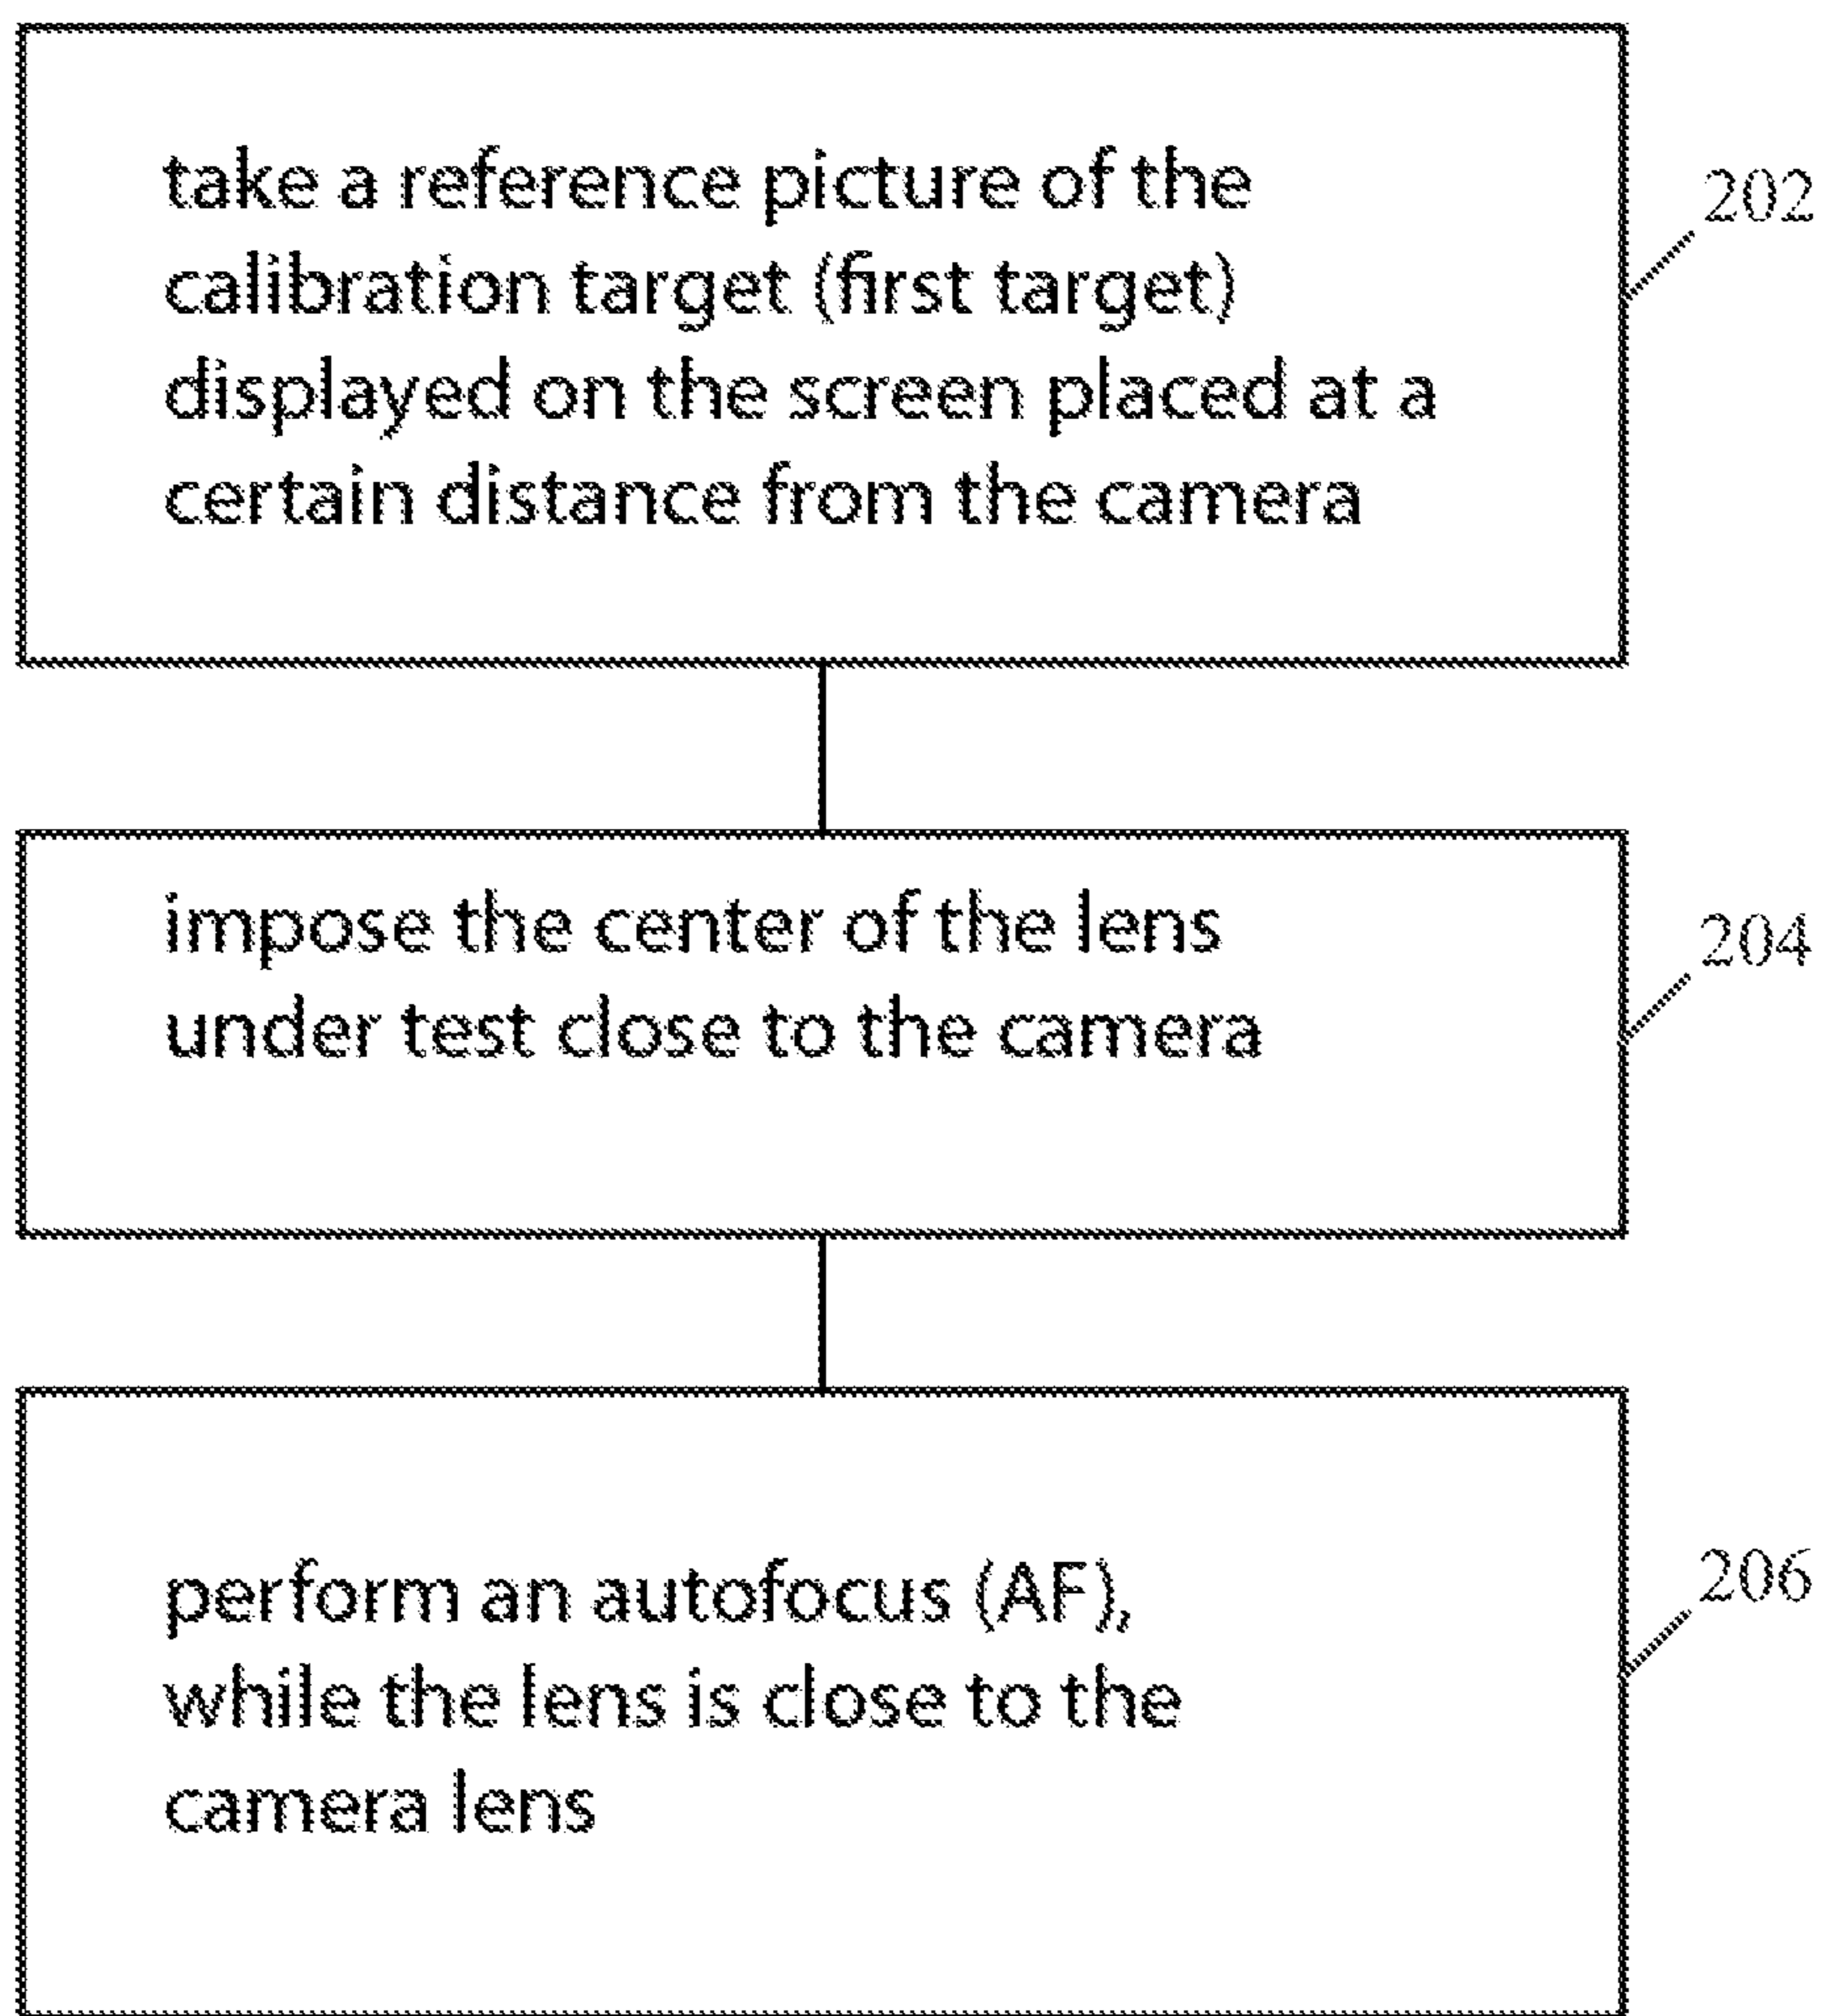 take a reference picture of the
calibration target (first target)
displayed on the screen placed at a
certain distance from the camera
202
impose the center of the lens
under test close to the camera
204
perform an autofocus (AF),
while the lens is close to the
camera lens
206